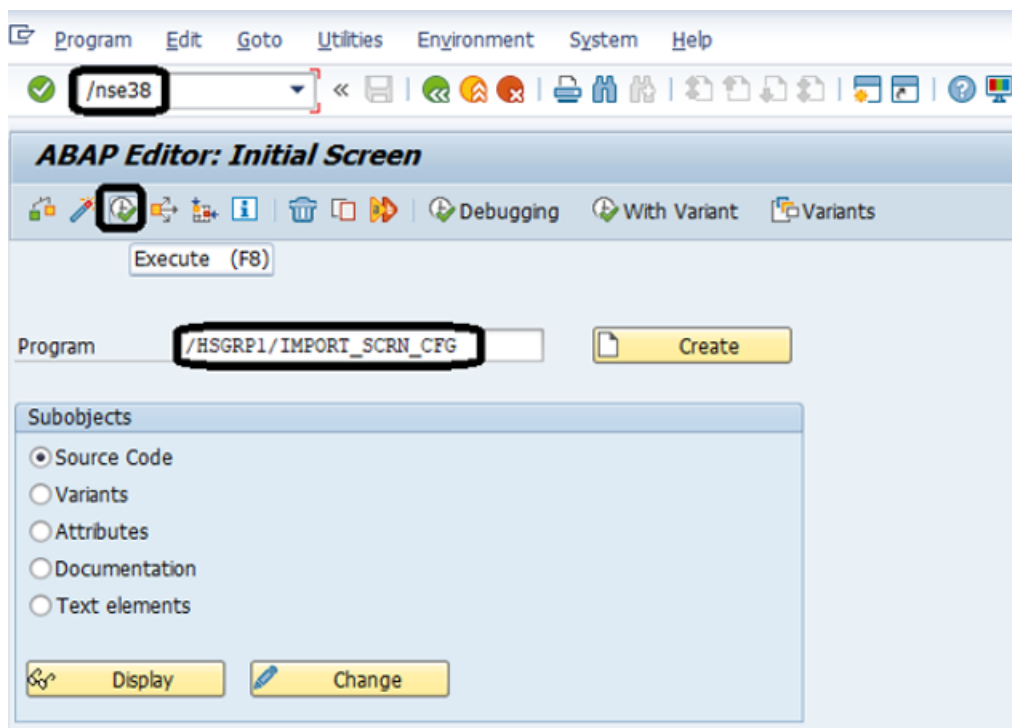 Program Edit Goto Utilities Environment System Help
/nse38
ABAP Editor: Initial Screen
Debugging With Variant Variants
Execute (F8)
Program /HSGRP1/IMPORT_SCRN_CFG Create
Subobjects
Source Code
Variants
Attributes
Documentation
Text elements
Display Change